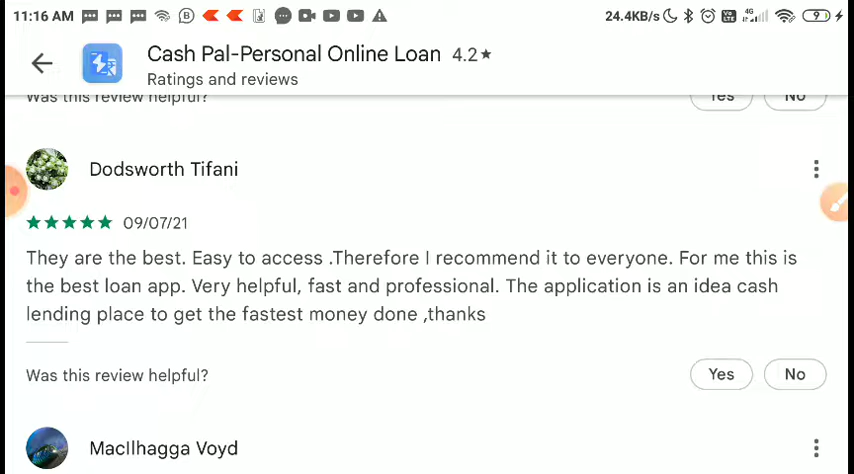 11:16 AM 24.4KB/s 4G 9
Cash Pal-Personal Online Loan 4.2★
Ratings and reviews
Was this review helpful? Yes No
Dodsworth Tifani
★★★★★ 09/07/21
They are the best. Easy to access .Therefore I recommend it to everyone. For me this is
the best loan app. Very helpful, fast and professional. The application is an idea cash
lending place to get the fastest money done ,thanks
Was this review helpful? Yes No
MacIlhagga Voyd